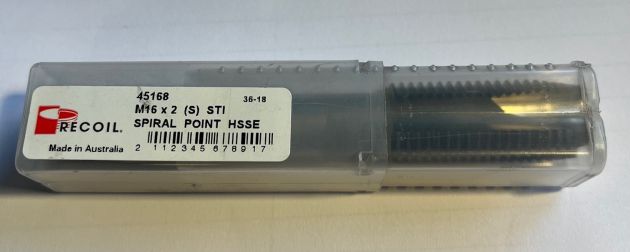 45168 36-18
M16 x 2 (S) STI
SPIRAL POINT HSSE
RECOIL.
Made in Australia
2 112345 678917